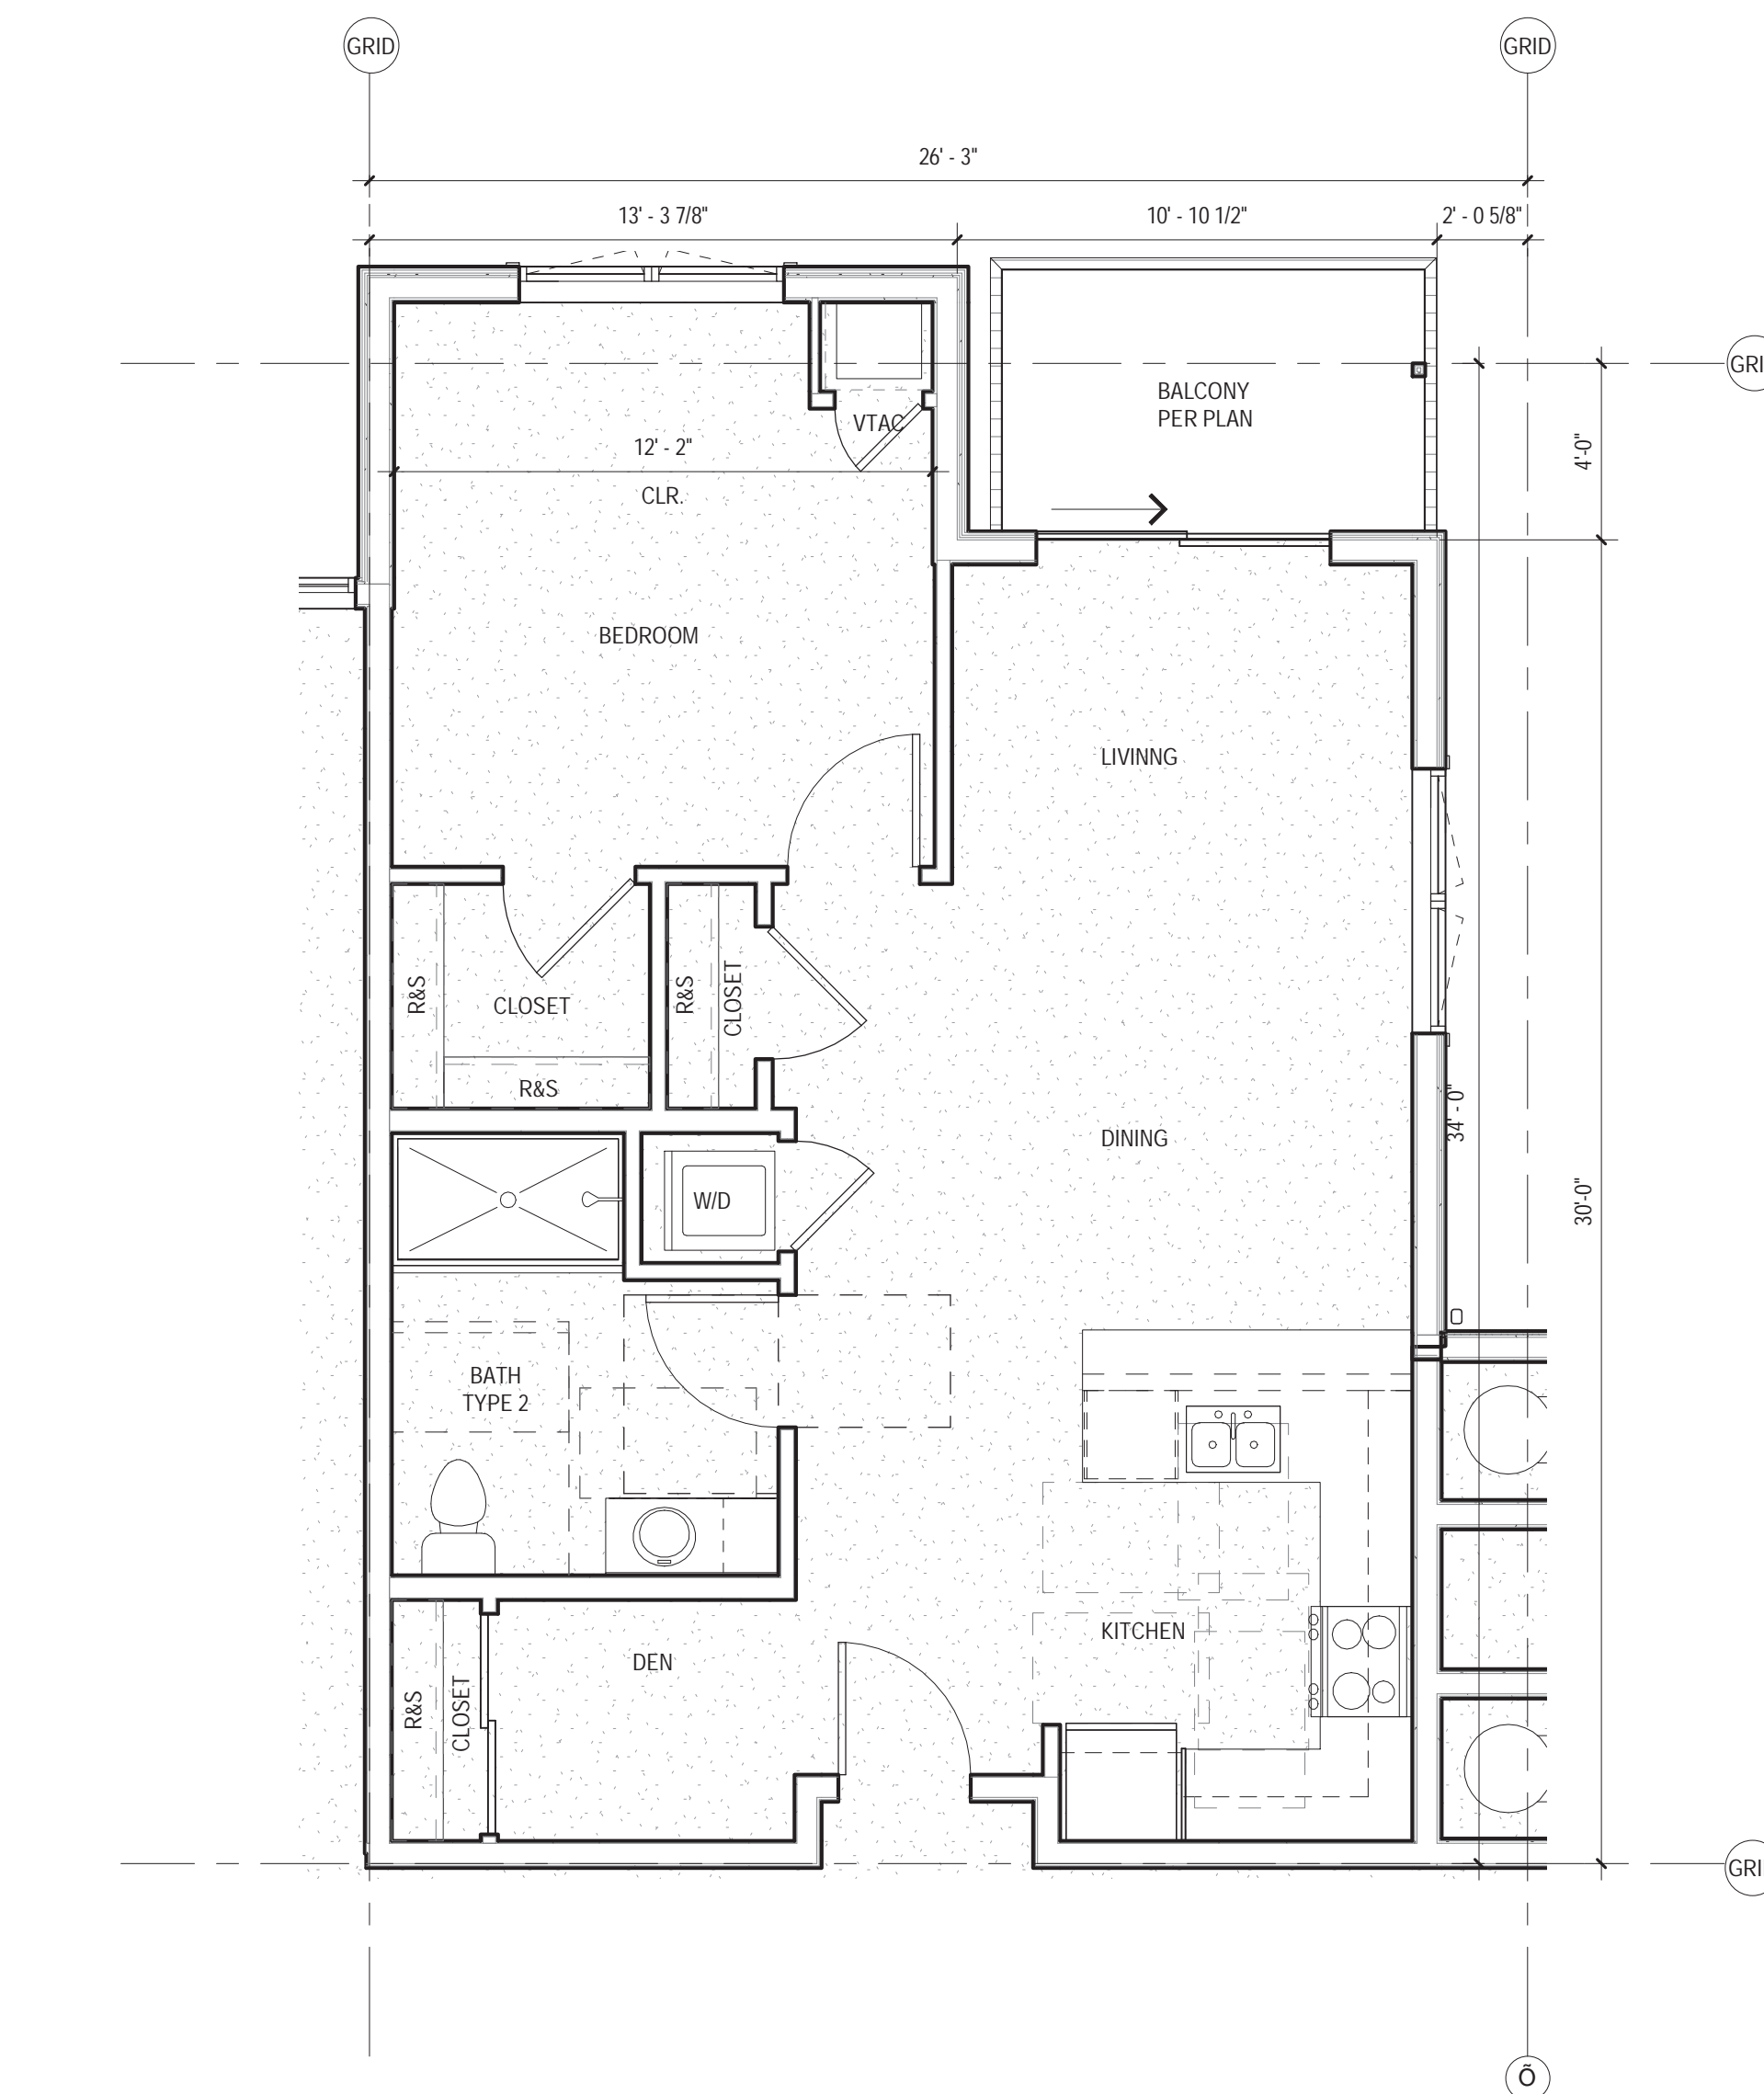 GRID
GRID
26' - 3"
13' - 3 7/8"
10' - 10 1/2"
2' - 0 5/8"
GRI
BALCONY
PER PLAN
VTAC
12' - 2"
CLR.
4'-0"
BEDROOM
LIVINNG
R&S
CLOSET
R&S
R&S
CLOSET
34' - 0"
DINING
W/D
30'-0"
BATH
TYPE 2
KITCHEN
DEN
R&S
CLOSET
GRI
Õ